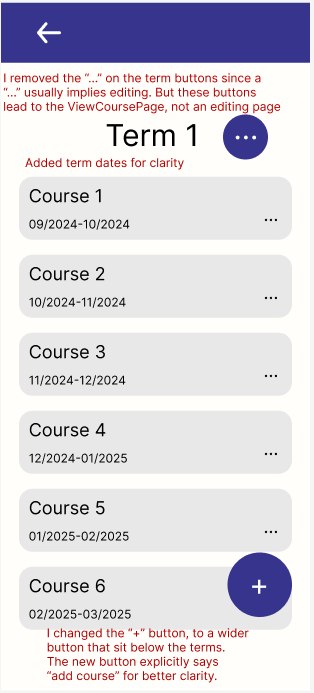 I removed the “...” on the term buttons since a
“...” usually implies editing. But these buttons
lead to the ViewCoursePage, not an editing page
Term 1
...
Added term dates for clarity
Course 1
09/2024-10/2024
...
Course 2
10/2024-11/2024
...
Course 3
11/2024-12/2024
...
Course 4
12/2024-01/2025
...
Course 5
01/2025-02/2025
...
Course 6
+
02/2025-03/2025
I changed the “+” button, to a wider
button that sit below the terms.
The new button explicitly says
“add course” for better clarity.